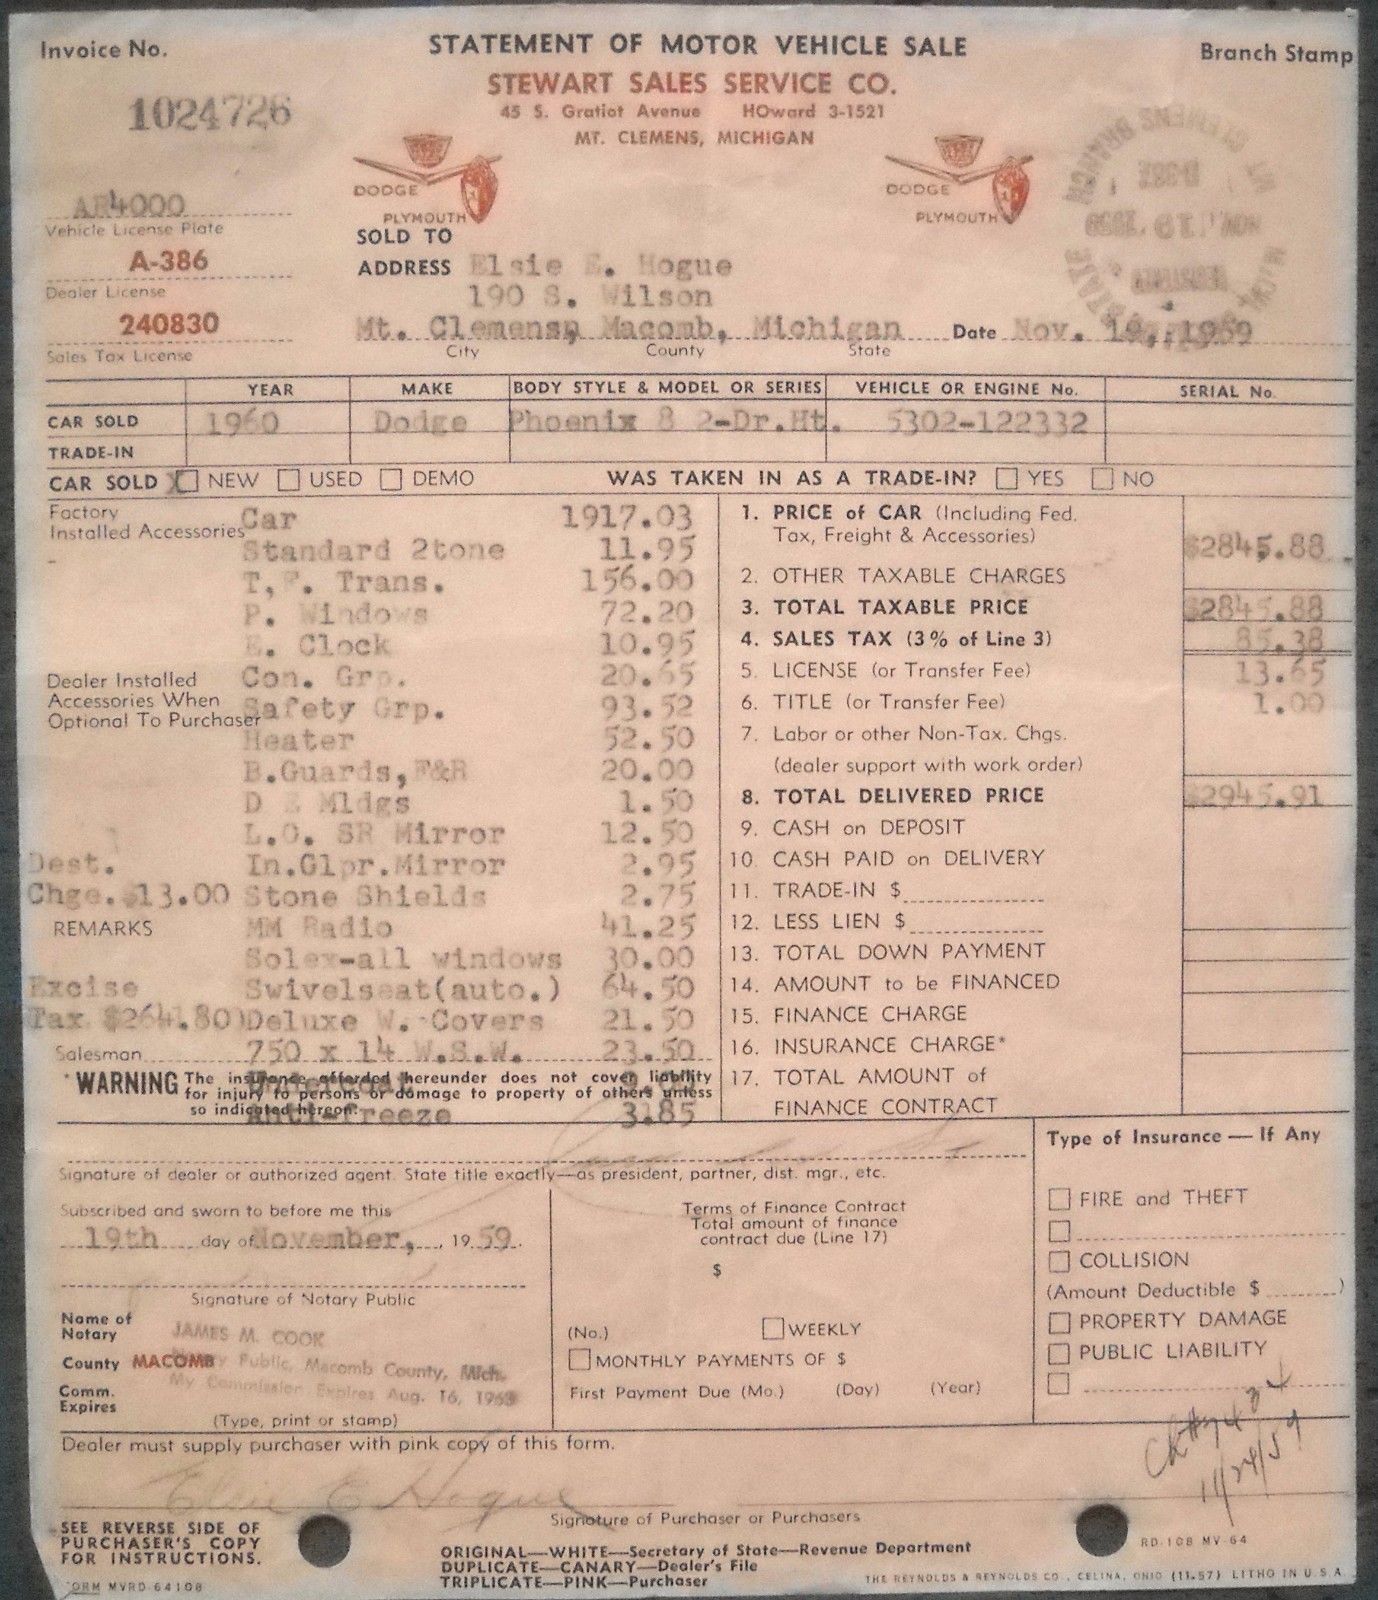 Invoice No.
STATEMENT OF MOTOR VEHICLE SALE
Branch Stamp
STEWART SALES SERVICE CO.
45 S. Gratiot Avenue HOward 3-1521
MT. CLEMENS, MICHIGAN
1024726
DODGE
PLYMOUTH
DODGE
PLYMOUTH
MT. CLEMENS BRANCH
STATE
4000
Vehicle License Plate
A-386
Dealer License
240830
Sales Tax License
SOLD TO
ADDRESS Elsie E. Hogue
190 S. Wilson
Mt. Clemens, Macomb, Michigan Date Nov. 19, 1959
City County State
YEAR MAKE BODY STYLE & MODEL OR SERIES VEHICLE OR ENGINE No. SERIAL No.
CAR SOLD 1960 Dodge Phoenix 8 2-Dr.Ht. 5302-122332
TRADE-IN
CAR SOLD X NEW USED DEMO WAS TAKEN IN AS A TRADE-IN? YES NO
Factory
Installed Accessories
Car 1917.03
Standard 2tone 11.95
T.F. Trans. 156.00
P. Windows 72.20
E. Clock 10.95
Dealer Installed
Accessories When
Optional To Purchaser
Con. Grp. 20.65
Safety Grp. 93.52
Heater 52.50
B.Guards,F&R 20.00
D E Mldgs 1.50
L.O. SR Mirror 12.50
Dest. In.Glpr.Mirror 2.95
Chge. $13.00 Stone Shields 2.75
REMARKS MM Radio 41.25
Solex-all windows 30.00
Excise Swivelseat(auto.) 64.50
Tax $264.80)Deluxe W. Covers 21.50
Salesman 750 x 14 W.S.W. 23.50
Undercoat
Anti-freeze 3.85
* WARNING The insurance afforded hereunder does not cover liability
for injury to persons or damage to property of others unless
so indicated hereon.
1. PRICE of CAR (Including Fed.
Tax, Freight & Accessories) $2845.88
2. OTHER TAXABLE CHARGES
3. TOTAL TAXABLE PRICE $2845.88
4. SALES TAX (3% of Line 3) 85.38
5. LICENSE (or Transfer Fee) 13.65
6. TITLE (or Transfer Fee) 1.00
7. Labor or other Non-Tax. Chgs.
(dealer support with work order)
8. TOTAL DELIVERED PRICE $2945.91
9. CASH on DEPOSIT
10. CASH PAID on DELIVERY
11. TRADE-IN $
12. LESS LIEN $
13. TOTAL DOWN PAYMENT
14. AMOUNT to be FINANCED
15. FINANCE CHARGE
16. INSURANCE CHARGE*
17. TOTAL AMOUNT of
FINANCE CONTRACT
Signature of dealer or authorized agent. State title exactly—as president, partner, dist. mgr., etc.
Subscribed and sworn to before me this
19th day of November, 1959.
Signature of Notary Public
Name of
Notary JAMES M. COOK
County MACOMB Notary Public, Macomb County, Mich.
Comm.
Expires My Commission Expires Aug. 16, 1963
(Type, print or stamp)
Terms of Finance Contract
Total amount of finance
contract due (Line 17)
$
(No.) WEEKLY
MONTHLY PAYMENTS OF $
First Payment Due (Mo.) (Day) (Year)
Type of Insurance — If Any
FIRE and THEFT
COLLISION
(Amount Deductible $ )
PROPERTY DAMAGE
PUBLIC LIABILITY
Dealer must supply purchaser with pink copy of this form.
Elsie E Hogue
11/24/59
Signature of Purchaser or Purchasers
SEE REVERSE SIDE OF
PURCHASER'S COPY
FOR INSTRUCTIONS.
ORIGINAL—WHITE—Secretary of State—Revenue Department
DUPLICATE—CANARY—Dealer's File
TRIPLICATE—PINK—Purchaser
RD-108 MV-64
FORM MVRD 64108
THE REYNOLDS & REYNOLDS CO., CELINA, OHIO (11-57) LITHO IN U.S.A.